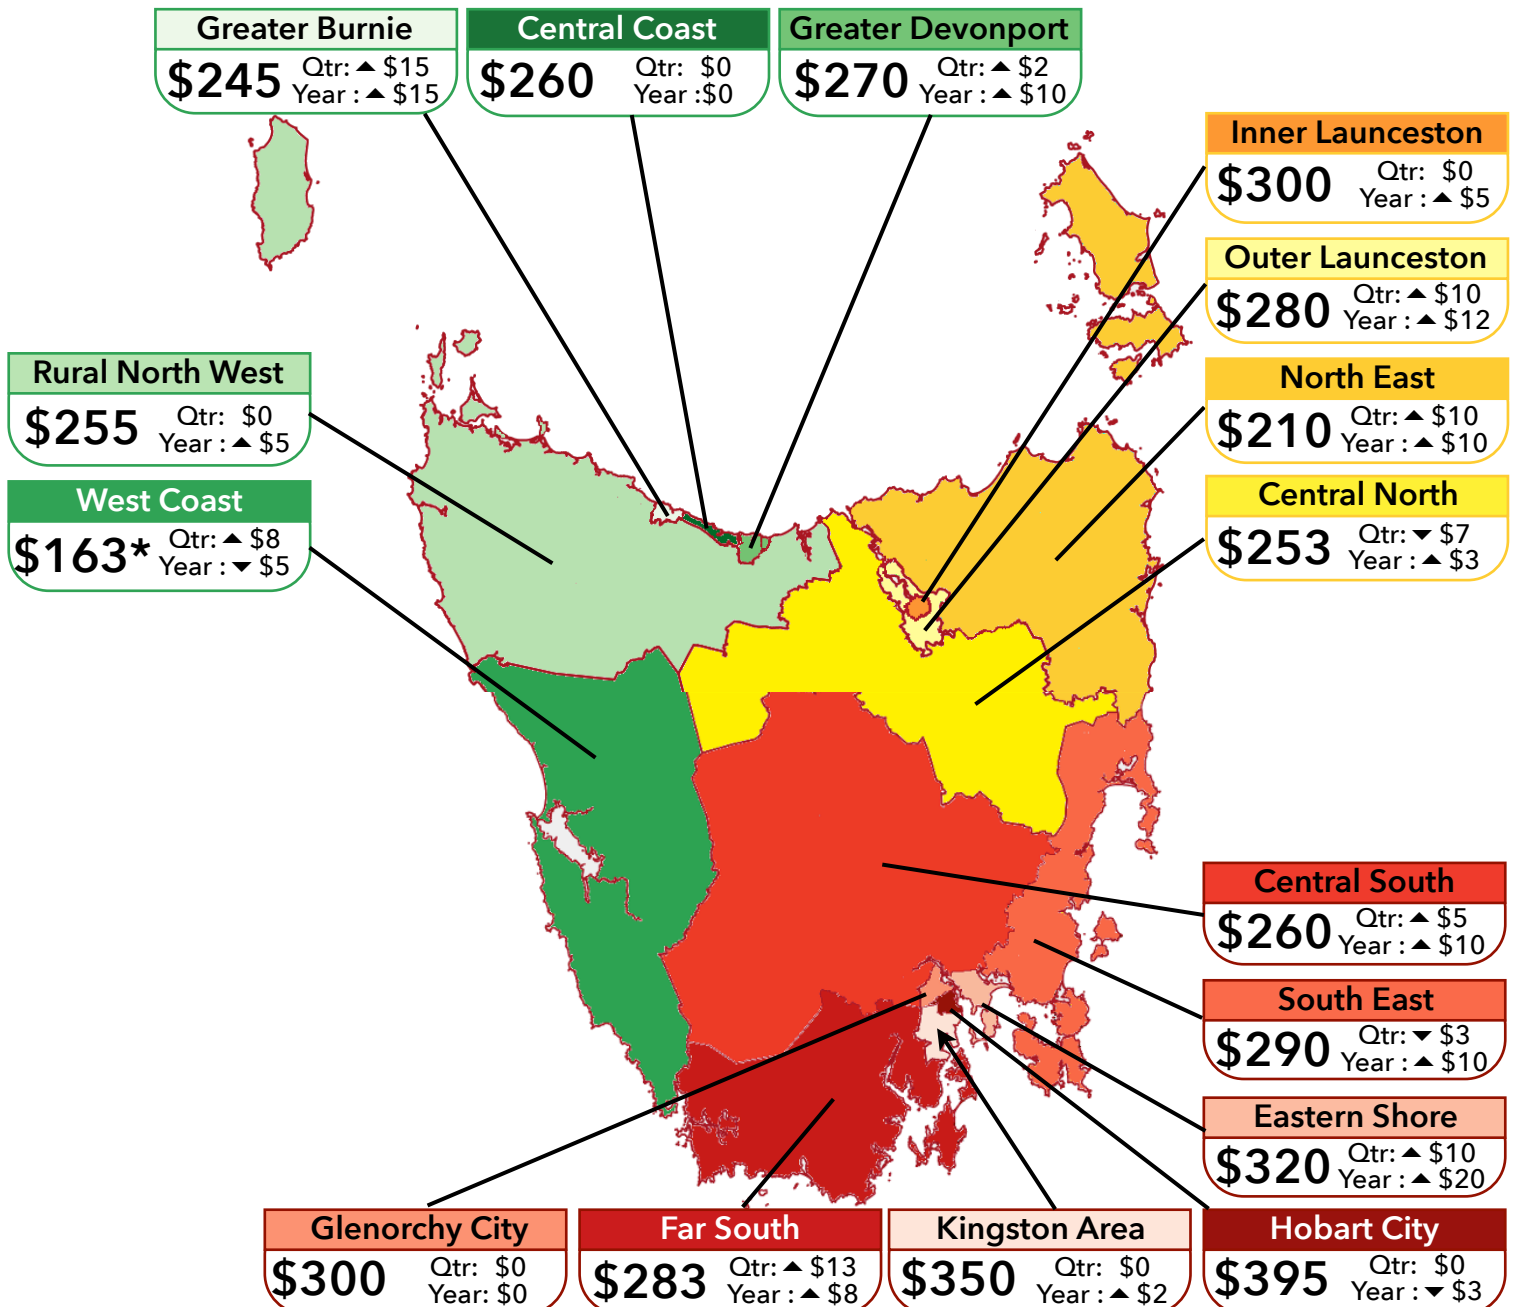 Greater Burnie
$245
Qtr: ▲ $15
Year : ▲ $15
Central Coast
$260
Qtr: $0
Year :$0
Greater Devonport
$270
Qtr: ▲ $2
Year : ▲ $10
Inner Launceston
$300
Qtr: $0
Year : ▲ $5
Outer Launceston
$280
Qtr: ▲ $10
Year : ▲ $12
Rural North West
$255
Qtr: $0
Year : ▲ $5
North East
$210
Qtr: ▲ $10
Year : ▲ $10
West Coast
$163*
Qtr: ▲ $8
Year : ▼ $5
Central North
$253
Qtr: ▼ $7
Year : ▲ $3
Central South
$260
Qtr: ▲ $5
Year : ▲ $10
South East
$290
Qtr: ▼ $3
Year : ▲ $10
Eastern Shore
$320
Qtr: ▲ $10
Year : ▲ $20
Glenorchy City
$300
Qtr: $0
Year: $0
Far South
$283
Qtr: ▲ $13
Year : ▲ $8
Kingston Area
$350
Qtr: $0
Year : ▲ $2
Hobart City
$395
Qtr: $0
Year : ▼ $3